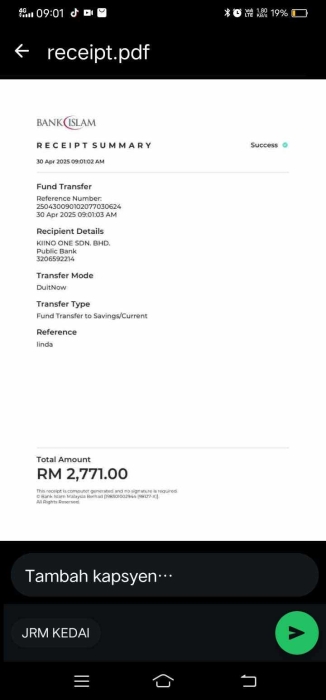 4G 09:01 19%
receipt.pdf
BANK ISLAM
RECEIPT SUMMARY Success
30 Apr 2025 09:01:02 AM
Fund Transfer
Reference Number:
250430090102077030624
30 Apr 2025 09:01:03 AM
Recipient Details
KIINO ONE SDN. BHD.
Public Bank
3206592214
Transfer Mode
DuitNow
Transfer Type
Fund Transfer to Savings/Current
Reference
linda
Total Amount
RM 2,771.00
This receipt is computer generated and no signature is required
© Bank Islam Malaysia Berhad
All Rights Reserved.
Tambah kapsyen...
JRM KEDAI